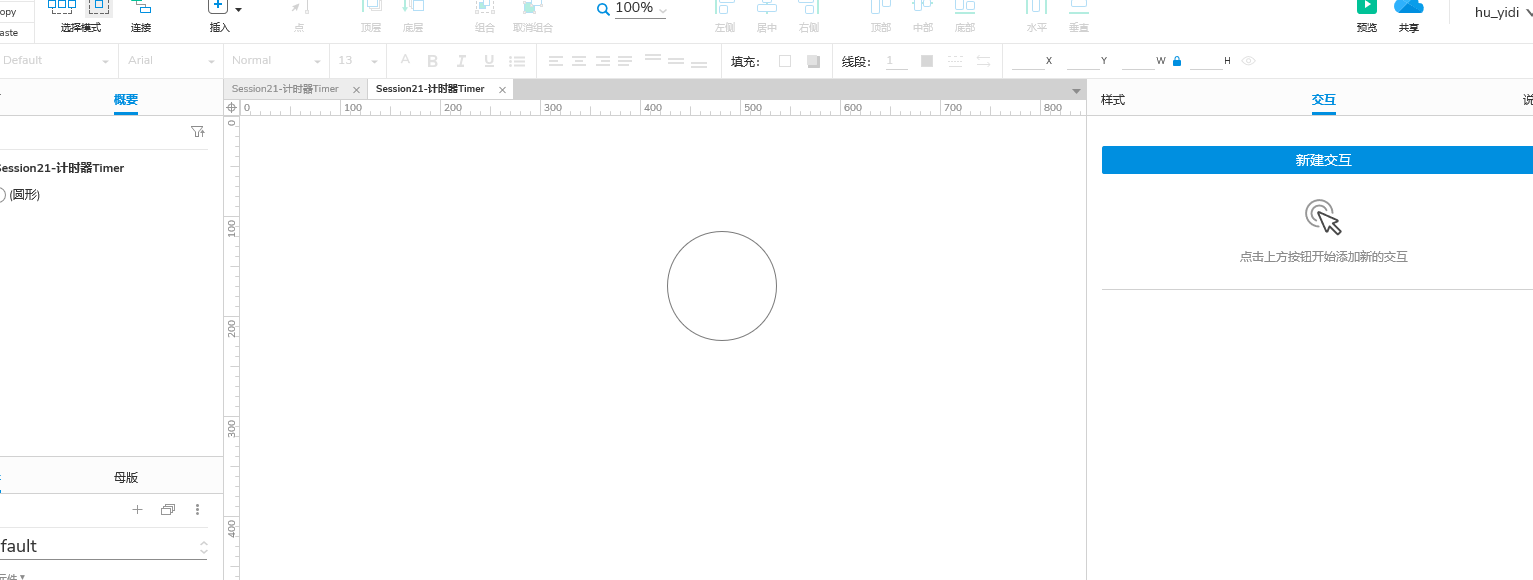 opy
aste
选择模式 连接 插入 点 顶层 底层 组合 取消组合 100% 左侧 居中 右侧 顶部 中部 底部 水平 垂直 预览 共享 hu_yidi
Default Arial Normal 13 A B I U 填充: 线段: 1 X Y W H
概要
Session21-计时器Timer
Session21-计时器Timer
样式 交互 说
0 100 200 300 400 500 600 700 800
0
100
200
300
400
ession21-计时器Timer
(圆形)
新建交互
点击上方按钮开始添加新的交互
母版
fault
元件